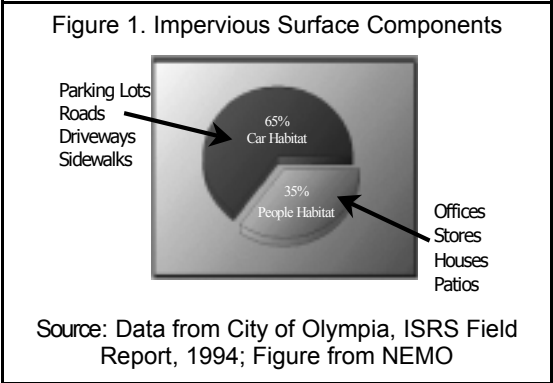 Figure 1. Impervious Surface Components
Parking Lots
Roads
Driveways
Sidewalks
65%
Car Habitat
35%
People Habitat
Offices
Stores
Houses
Patios
Source: Data from City of Olympia, ISRS Field
Report, 1994; Figure from NEMO